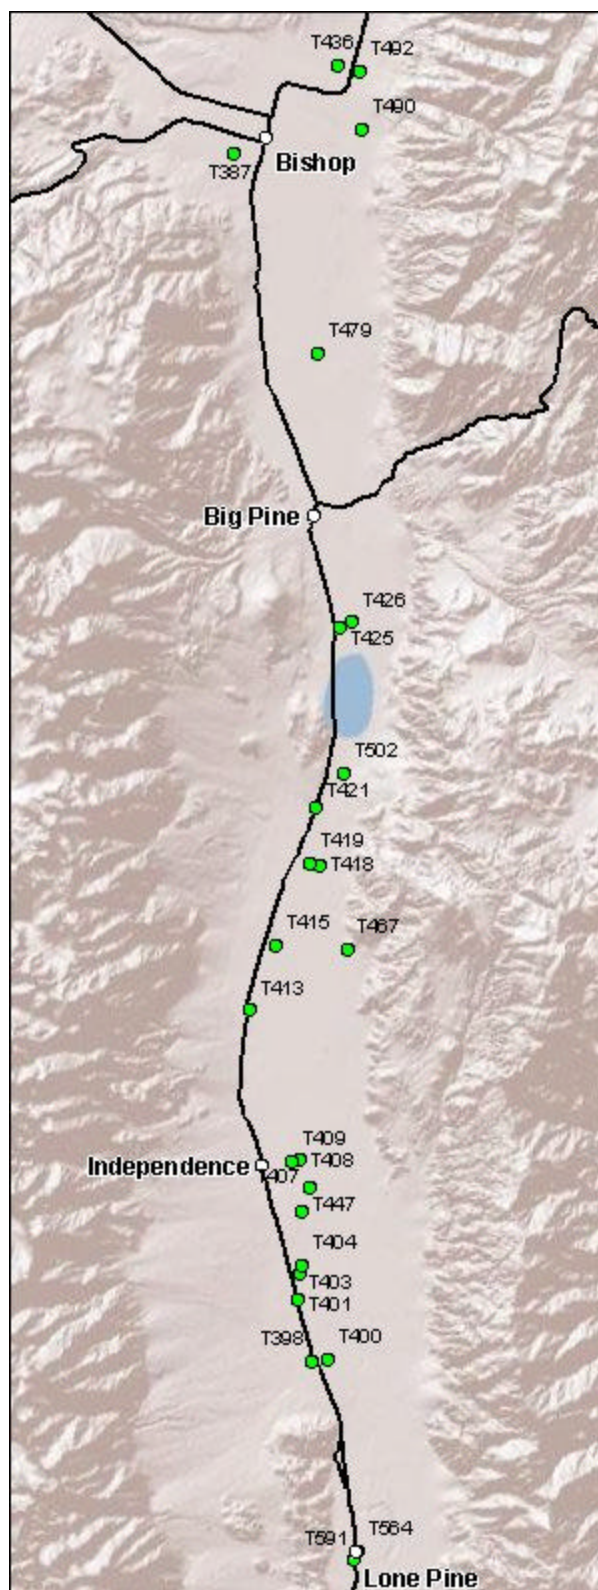 T436
T492
T490
Bishop
T387
T479
Big Pine
T426
T425
T502
T421
T419
T418
T415
T467
T413
T409
T408
Independence
407
T447
T404
T403
T401
T398
T400
T591
T564
Lone Pine